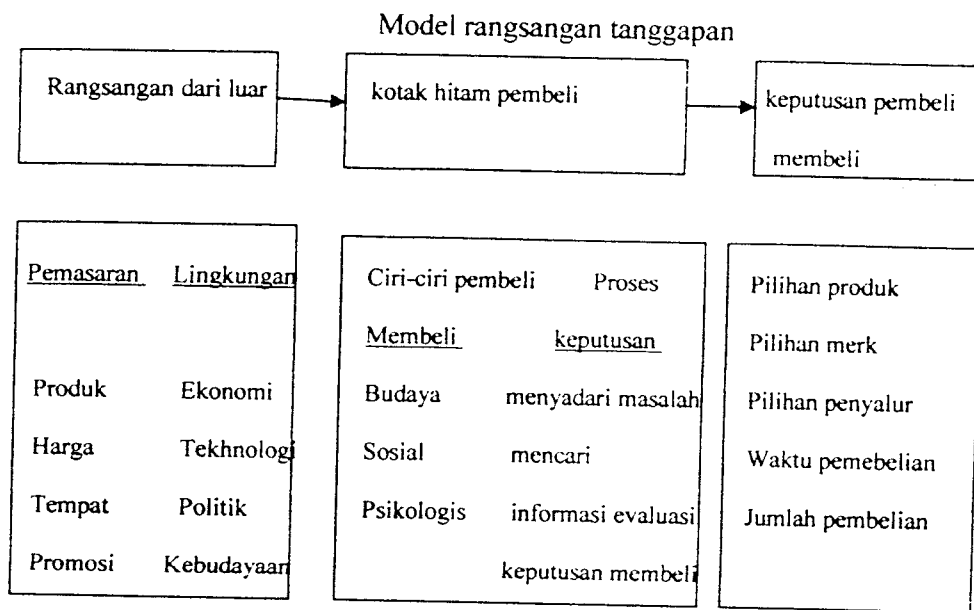 Model rangsangan tanggapan
Rangsangan dari luar
kotak hitam pembeli
keputusan pembeli
membeli
Pemasaran Lingkungan
Produk Ekonomi
Harga Tekhnologi
Tempat Politik
Promosi Kebudayaan
Ciri-ciri pembeli Proses
Membeli keputusan
Budaya menyadari masalah
Sosial mencari
Psikologis informasi evaluasi
keputusan membeli
Pilihan produk
Pilihan merk
Pilihan penyalur
Waktu pemebelian
Jumlah pembelian